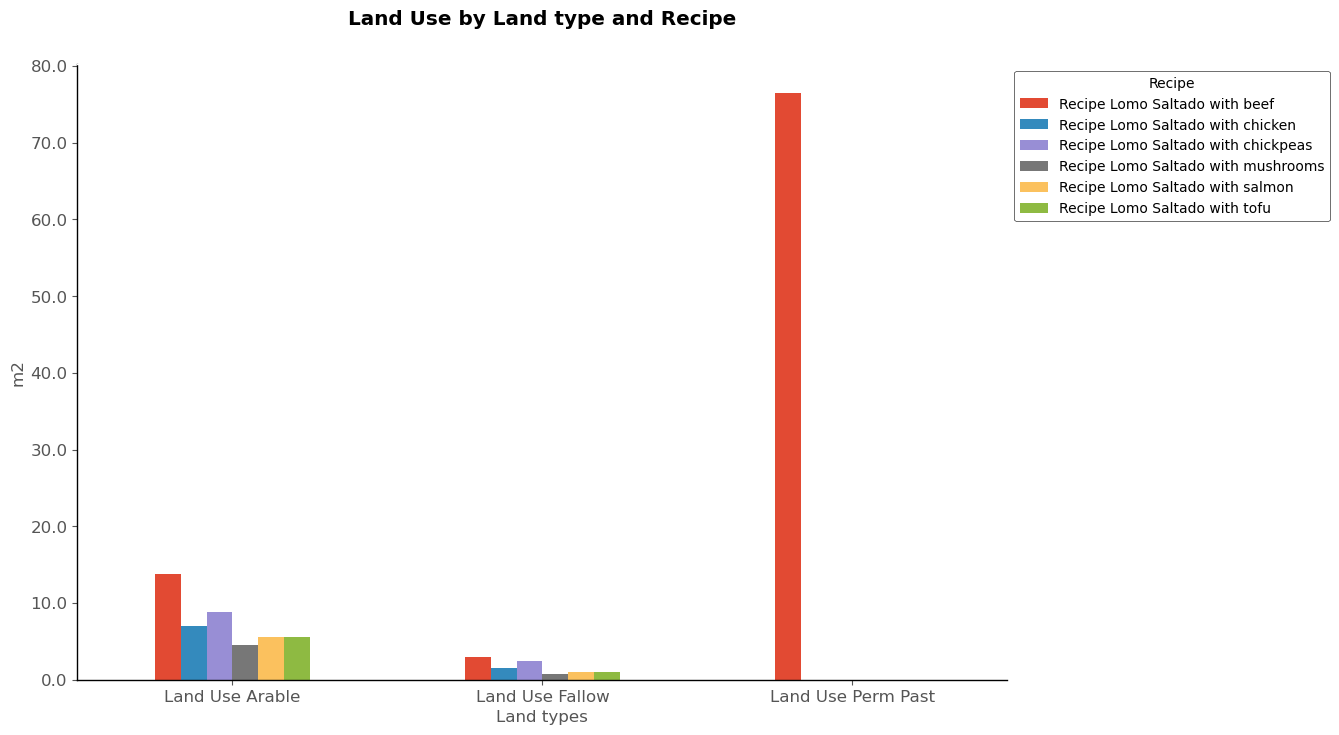 Land Use by Land type and Recipe
80.0
70.0
60.0
50.0
40.0
30.0
20.0
10.0
0.0
m2
Land Use Arable
Land Use Fallow
Land Use Perm Past
Land types
Recipe
Recipe Lomo Saltado with beef
Recipe Lomo Saltado with chicken
Recipe Lomo Saltado with chickpeas
Recipe Lomo Saltado with mushrooms
Recipe Lomo Saltado with salmon
Recipe Lomo Saltado with tofu